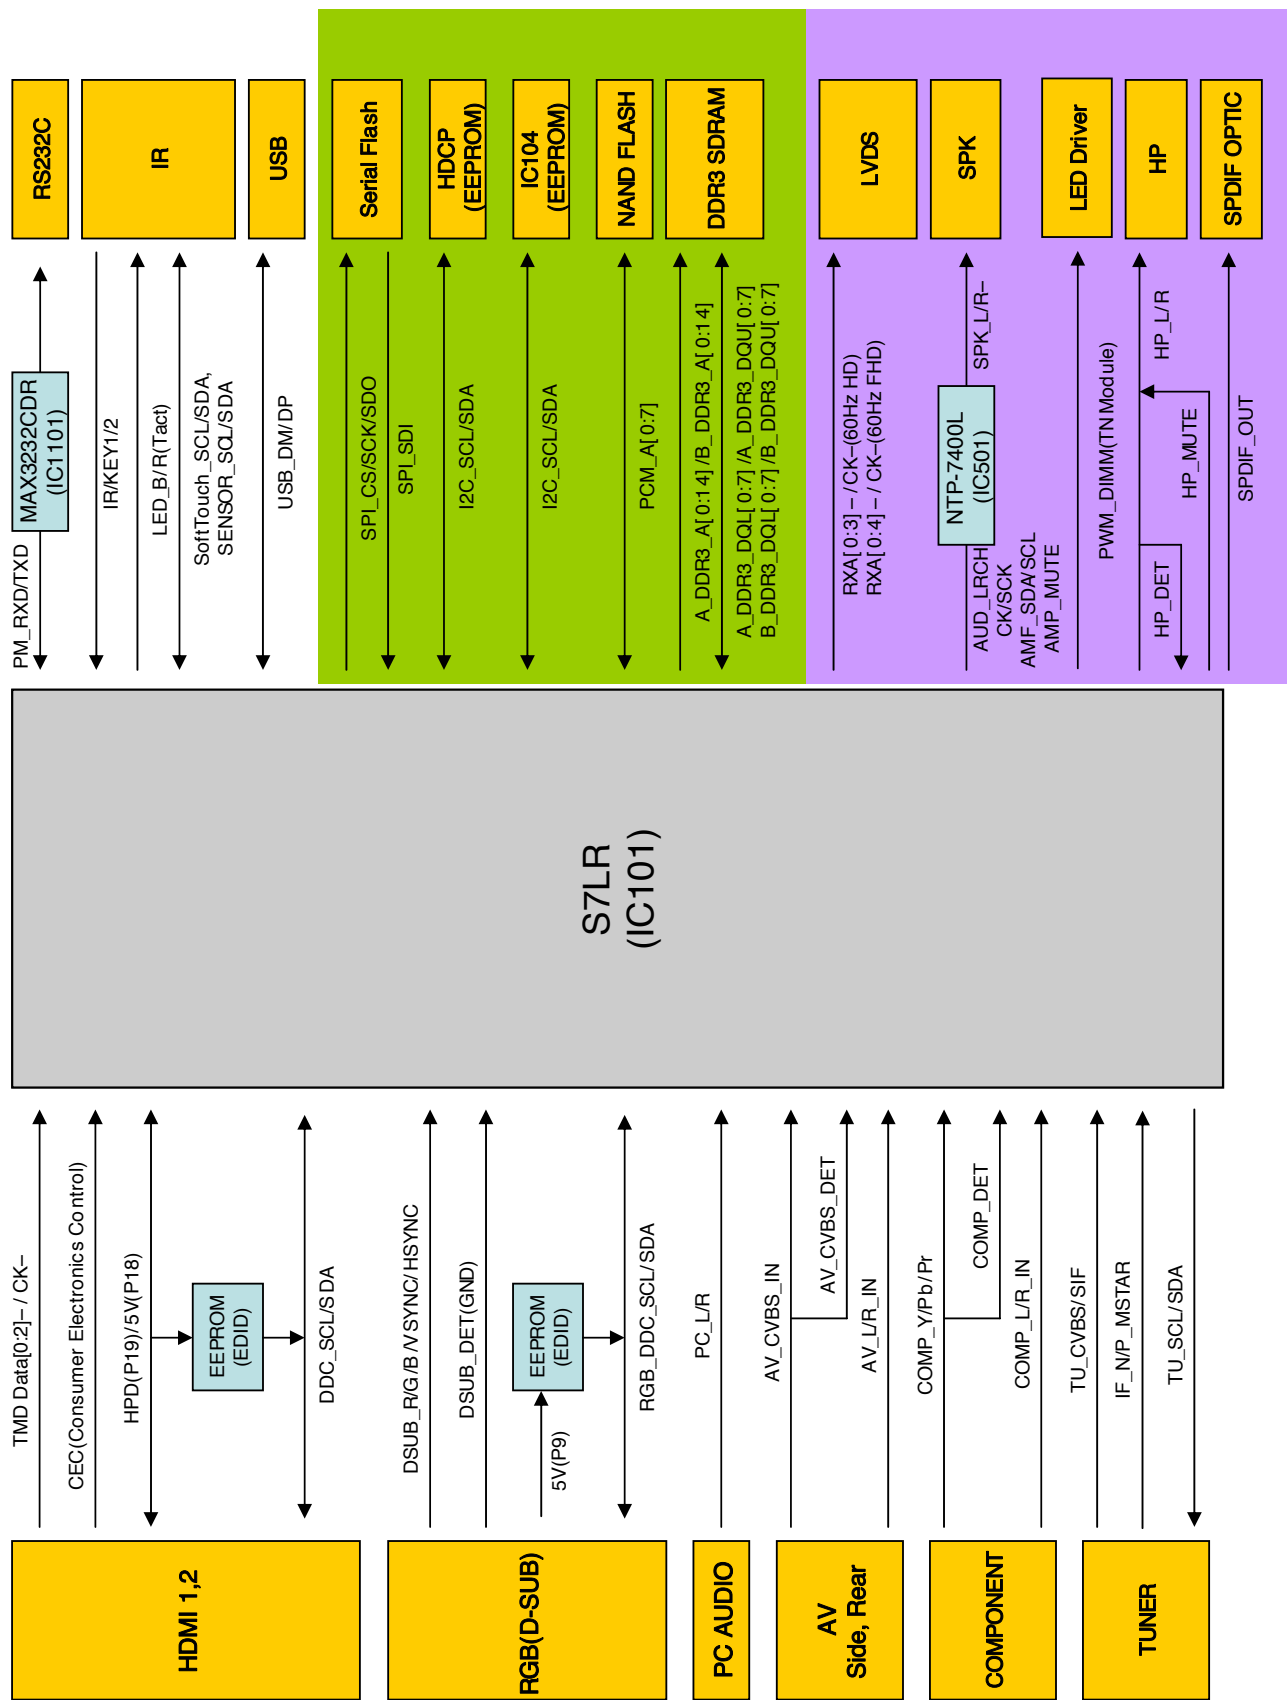 HDMI 1,2
TMD Data[0:2]– / CK–
CEC(Consumer Electronics Control)
HPD(P19)/5V(P18)
EEPROM
(EDID)
DDC_SCL/SDA
RGB(D-SUB)
DSUB_R/G/B/VSYNC/HSYNC
DSUB_DET(GND)
5V(P9)
EEPROM
(EDID)
RGB_DDC_SCL/SDA
PC AUDIO
PC_L/R
AV
Side, Rear
AV_CVBS_IN
AV_CVBS_DET
AV_L/R_IN
COMPONENT
COMP_Y/Pb/Pr
COMP_DET
COMP_L/R_IN
TUNER
TU_CVBS/SIF
IF_N/P_MSTAR
TU_SCL/SDA
S7LR
(IC101)
PM_RXD/TXD
MAX3232CDR
(IC1101)
RS232C
IR/KEY1/2
LED_B/R(Tact)
SoftTouch_SCL/SDA,
SENSOR_SCL/SDA
IR
USB_DM/DP
USB
SPI_CS/SCK/SDO
SPI_SDI
Serial Flash
I2C_SCL/SDA
HDCP
(EEPROM)
I2C_SCL/SDA
IC104
(EEPROM)
PCM_A[0:7]
NAND FLASH
A_DDR3_A[0:14]/B_DDR3_A[0:14]
A_DDR3_DQL[0:7]/A_DDR3_DQU[0:7]
B_DDR3_DQL[0:7]/B_DDR3_DQU[0:7]
DDR3 SDRAM
RXA[0:3]– /CK–(60Hz HD)
RXA[0:4]– / CK–(60Hz FHD)
LVDS
AUD_LRCH
CK/SCK
AMF_SDA/SCL
AMP_MUTE
NTP-7400L
(IC501)
SPK_L/R–
SPK
PWM_DIMM(TN Module)
LED Driver
HP_DET
HP_L/R
HP_MUTE
HP
SPDIF_OUT
SPDIF OPTIC